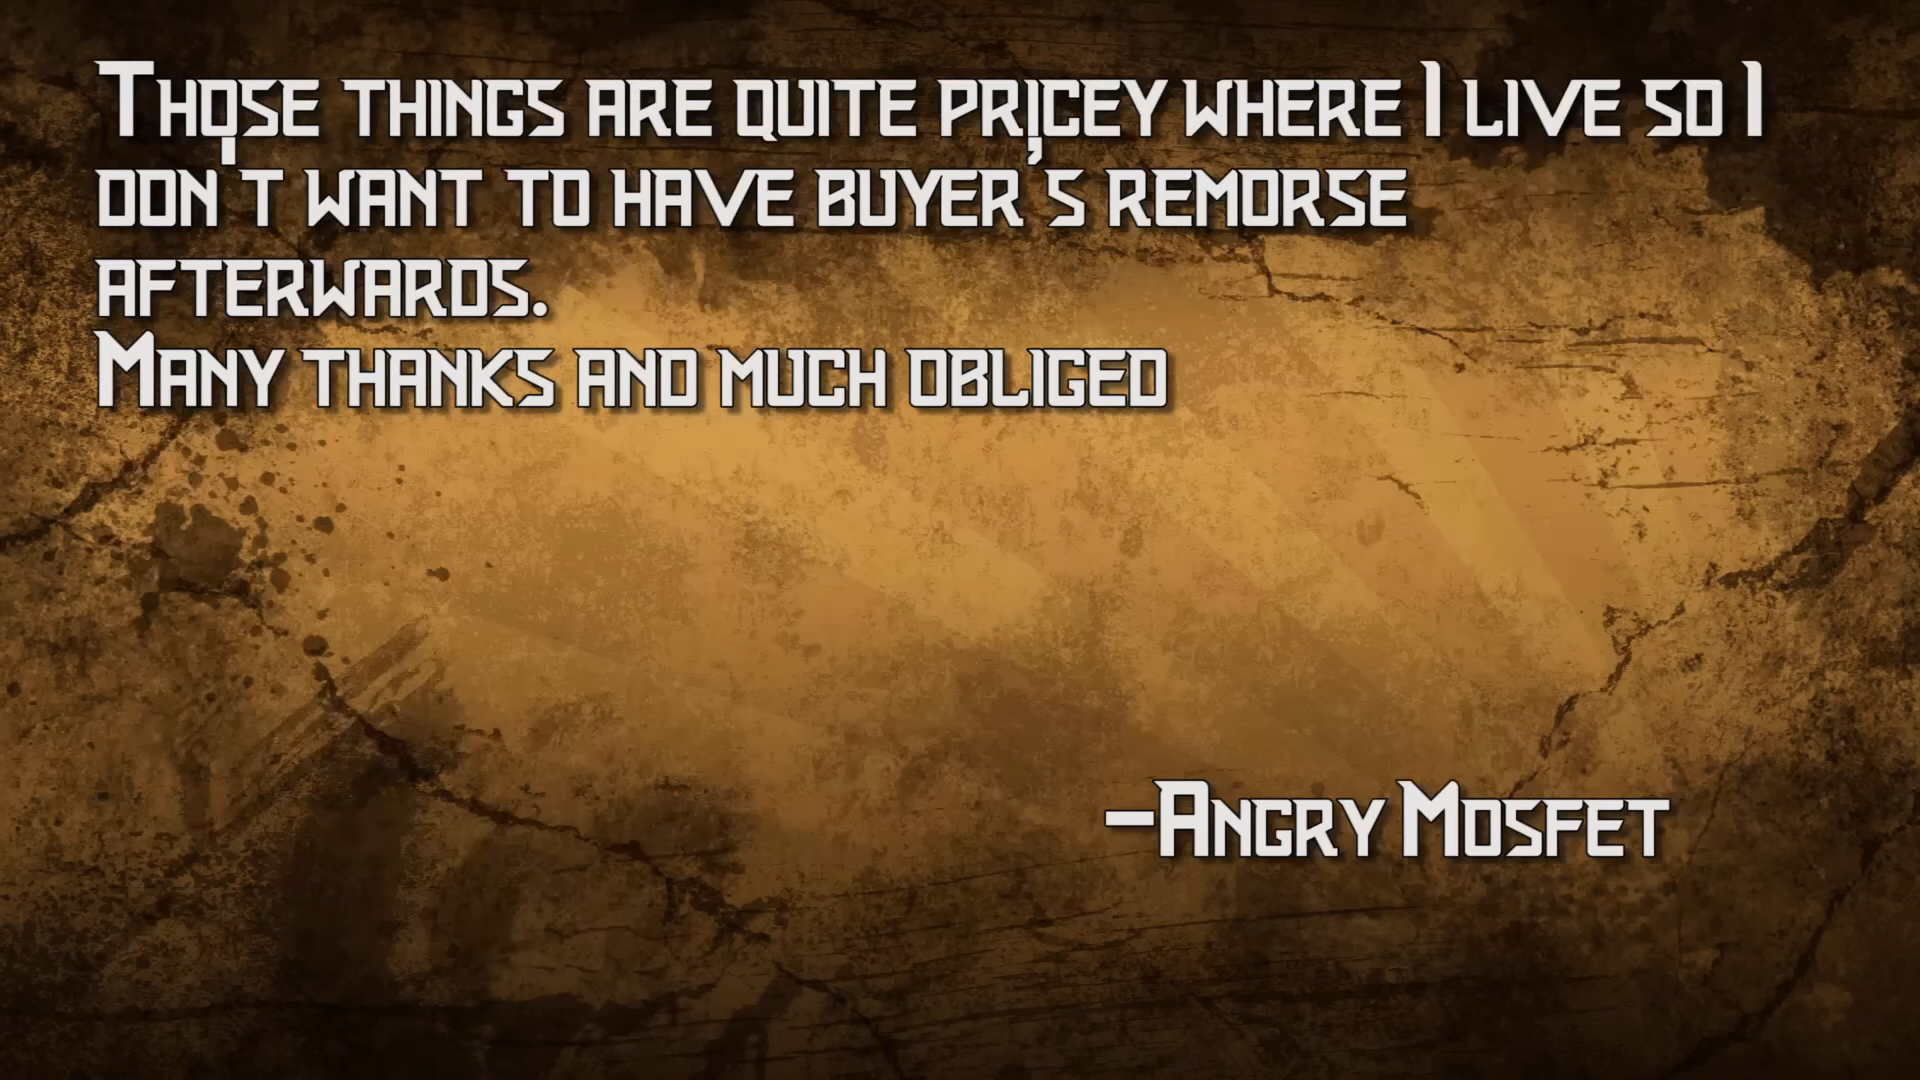 Those things are quite pricey where I live so I
don't want to have buyer's remorse
afterwards.
Many thanks and much obliged
-Angry Mosfet